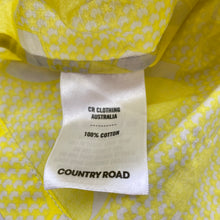 CR CLOTHING
AUSTRALIA
100% COTTON
COUNTRY ROAD